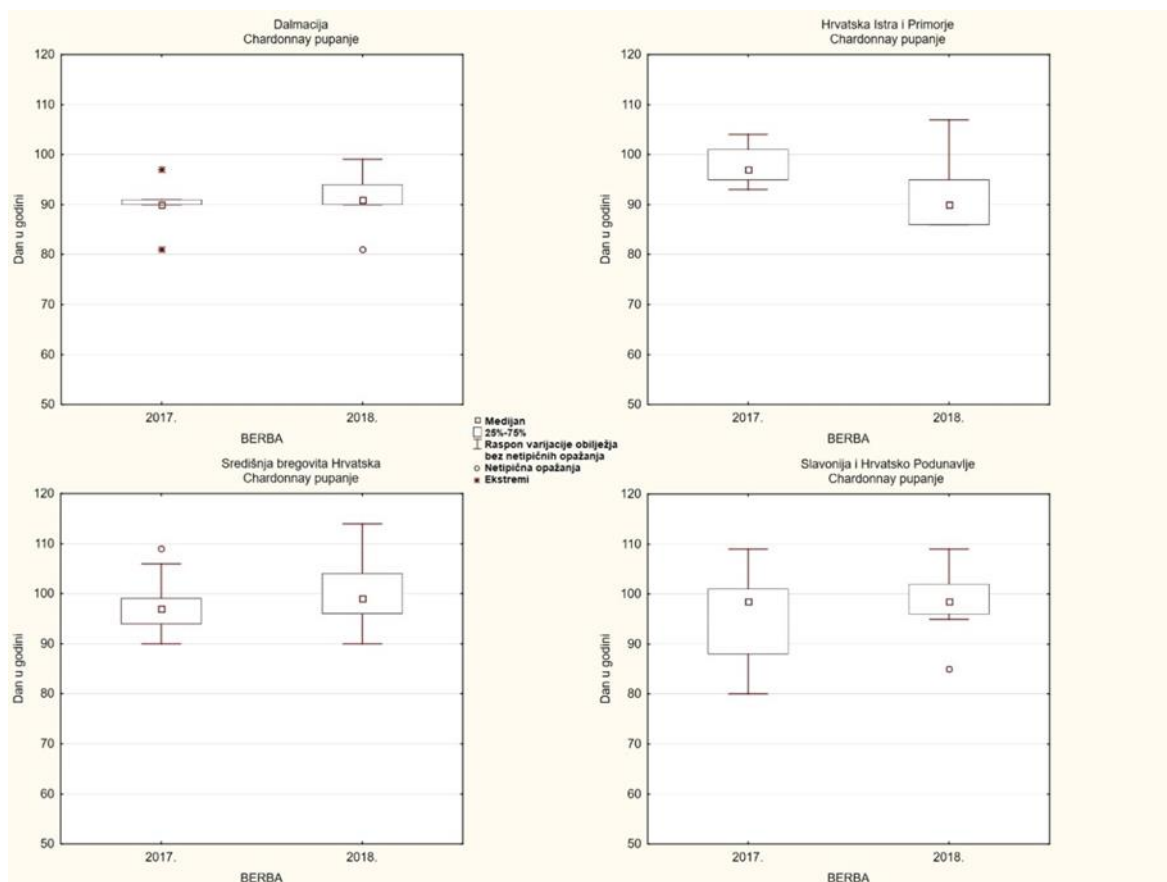 Dalmacija
Chardonnay pupanje
120
110
100
90
80
70
60
50
Dan u godini
2017.
2018.
BERBA
Hrvatska Istra i Primorje
Chardonnay pupanje
120
110
100
90
80
70
60
50
Dan u godini
2017.
2018.
BERBA
Medijan
25%-75%
Raspon varijacije obilježja
bez netipičnih opažanja
Netipična opažanja
Ekstremi
Središnja bregovita Hrvatska
Chardonnay pupanje
120
110
100
90
80
70
60
50
Dan u godini
2017.
2018.
BERBA
Slavonija i Hrvatsko Podunavlje
Chardonnay pupanje
120
110
100
90
80
70
60
50
Dan u godini
2017.
2018.
BERBA